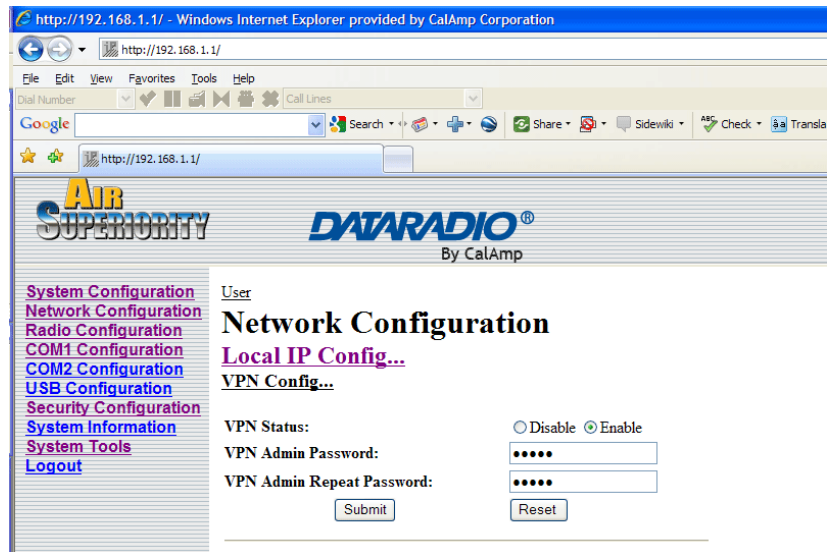 http://192.168.1.1/ - Windows Internet Explorer provided by CalAmp Corporation
http://192.168.1.1/
File Edit View Favorites Tools Help
Dial Number Call Lines
Google Search Share Sidewiki Check Transla
http://192.168.1.1/
AIR SUPERIORITY
DATARADIO®
By CalAmp
System Configuration
Network Configuration
Radio Configuration
COM1 Configuration
COM2 Configuration
USB Configuration
Security Configuration
System Information
System Tools
Logout
User
Network Configuration
Local IP Config...
VPN Config...
VPN Status: Disable Enable
VPN Admin Password: •••••
VPN Admin Repeat Password: •••••
Submit Reset